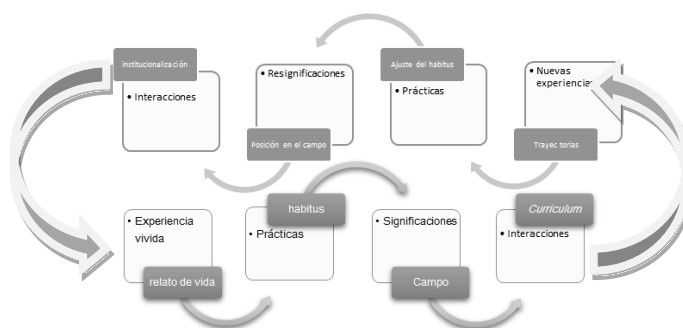 institucionalización
• Interacciones
• Resignificaciones
Posición en el campo
Ajuste del habitus
• Prácticas
• Nuevas
experiencias
Trayec torias
• Experiencia
vivida
relato de vida
habitus
• Prácticas
• Significaciones
Campo
Curriculum
• Interacciones